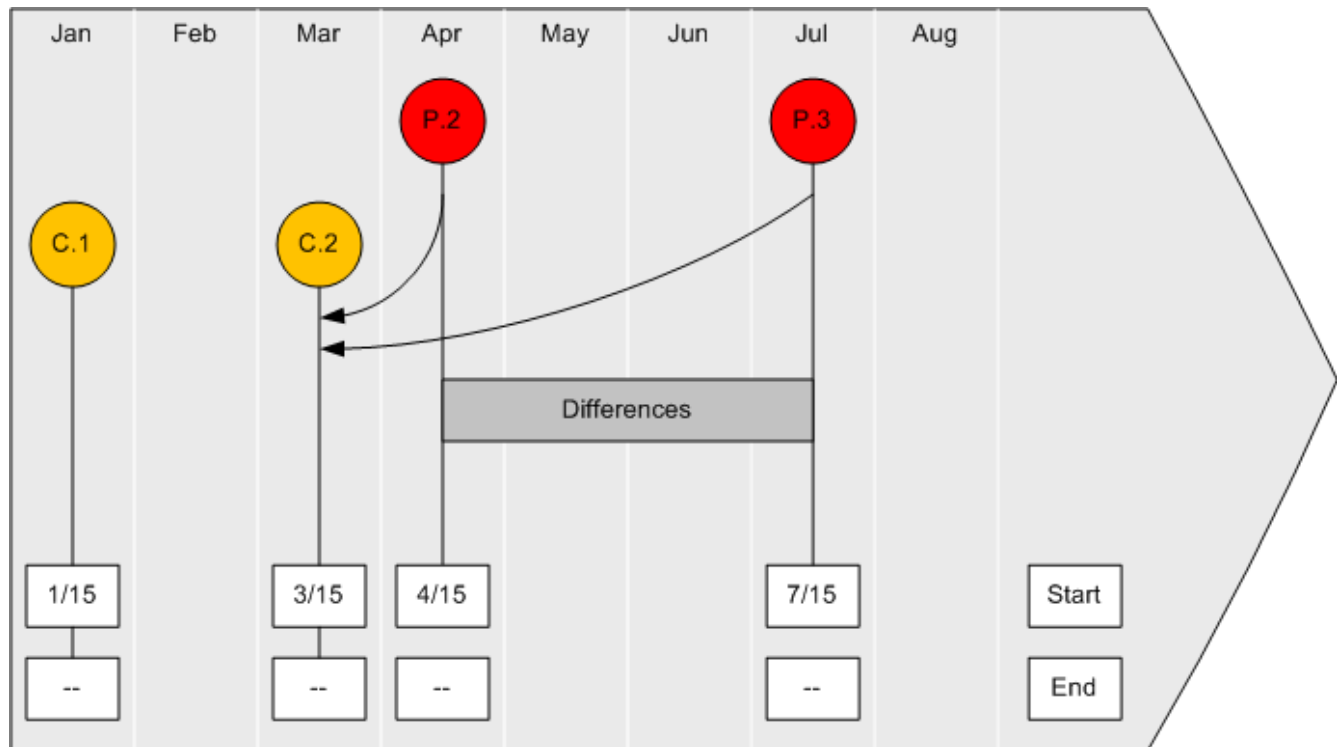 Jan Feb Mar Apr May Jun Jul Aug
P.2 P.3
C.1 C.2
Differences
1/15 3/15 4/15 7/15 Start
-- -- -- -- End